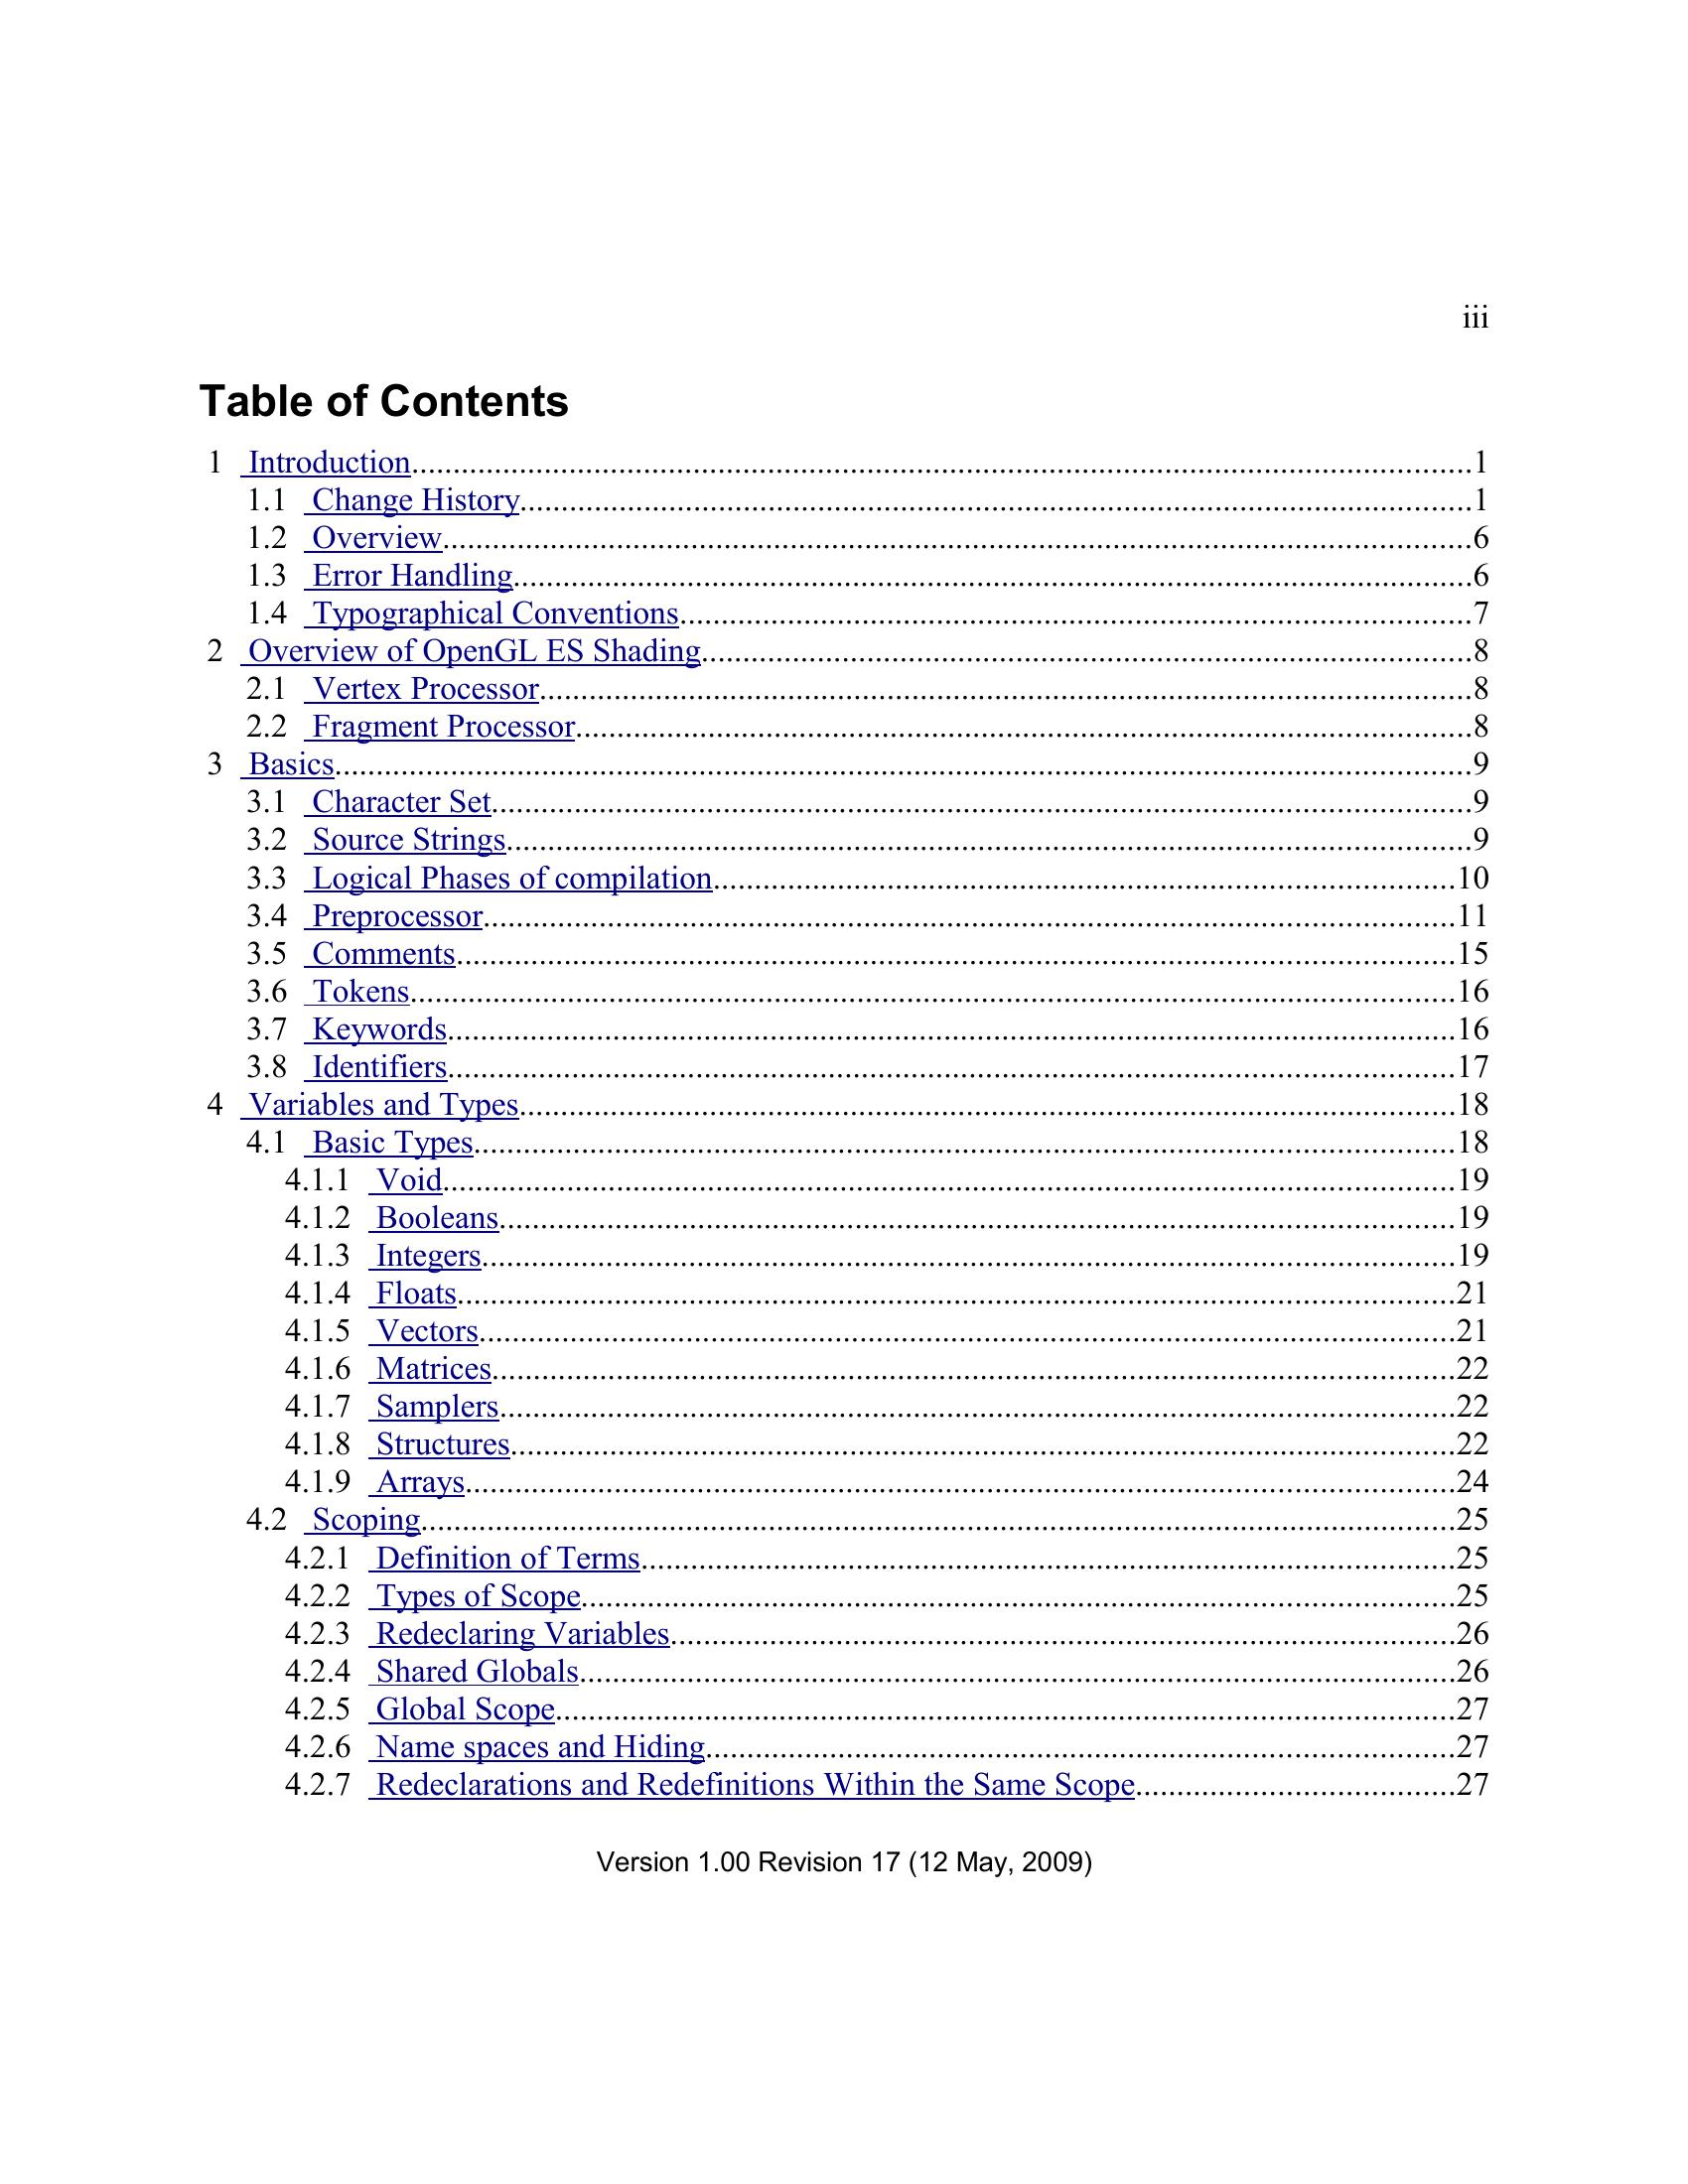 iii
Table of Contents
1 Introduction...............................................................1
1.1 Change History...............................................................1
1.2 Overview...............................................................6
1.3 Error Handling...............................................................6
1.4 Typographical Conventions...............................................................7
2 Overview of OpenGL ES Shading...............................................................8
2.1 Vertex Processor...............................................................8
2.2 Fragment Processor...............................................................8
3 Basics...............................................................9
3.1 Character Set...............................................................9
3.2 Source Strings...............................................................9
3.3 Logical Phases of compilation...............................................................10
3.4 Preprocessor...............................................................11
3.5 Comments...............................................................15
3.6 Tokens...............................................................16
3.7 Keywords...............................................................16
3.8 Identifiers...............................................................17
4 Variables and Types...............................................................18
4.1 Basic Types...............................................................18
4.1.1 Void...............................................................19
4.1.2 Booleans...............................................................19
4.1.3 Integers...............................................................19
4.1.4 Floats...............................................................21
4.1.5 Vectors...............................................................21
4.1.6 Matrices...............................................................22
4.1.7 Samplers...............................................................22
4.1.8 Structures...............................................................22
4.1.9 Arrays...............................................................24
4.2 Scoping...............................................................25
4.2.1 Definition of Terms...............................................................25
4.2.2 Types of Scope...............................................................25
4.2.3 Redeclaring Variables...............................................................26
4.2.4 Shared Globals...............................................................26
4.2.5 Global Scope...............................................................27
4.2.6 Name spaces and Hiding...............................................................27
4.2.7 Redeclarations and Redefinitions Within the Same Scope.......................................27
Version 1.00 Revision 17 (12 May, 2009)